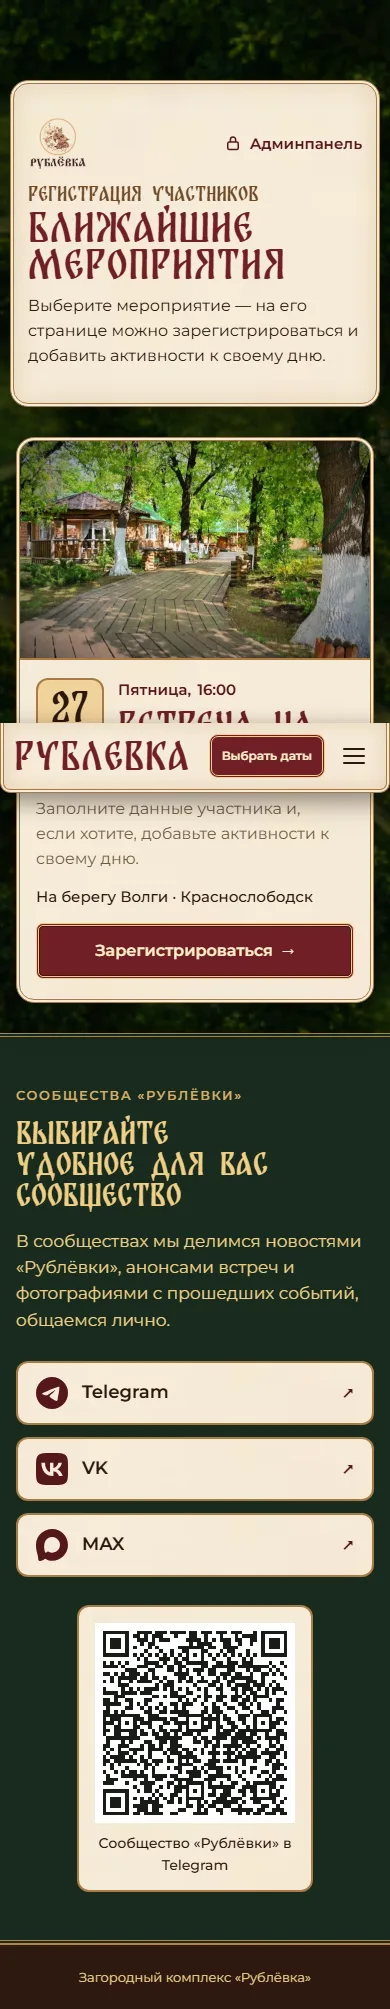 РУБЛЁВКА
Админпанель
РЕГИСТРАЦИЯ УЧАСТНИКОВ
БЛИЖАЙШИЕ
МЕРОПРИЯТИЯ
Выберите мероприятие — на его
странице можно зарегистрироваться и
добавить активности к своему дню.
27
Пятница, 16:00
ВСТРЕЧА НА
РУБЛЕВКА
Выбрать даты
Заполните данные участника и,
если хотите, добавьте активности к
своему дню.
На берегу Волги · Краснослободск
Зарегистрироваться →
СООБЩЕСТВА «РУБЛЁВКИ»
ВЫБИРАЙТЕ
УДОБНОЕ ДЛЯ ВАС
СООБЩЕСТВО
В сообществах мы делимся новостями
«Рублёвки», анонсами встреч и
фотографиями с прошедших событий,
общаемся лично.
Telegram ↗
VK ↗
MAX ↗
Сообщество «Рублёвки» в
Telegram
Загородный комплекс «Рублёвка»